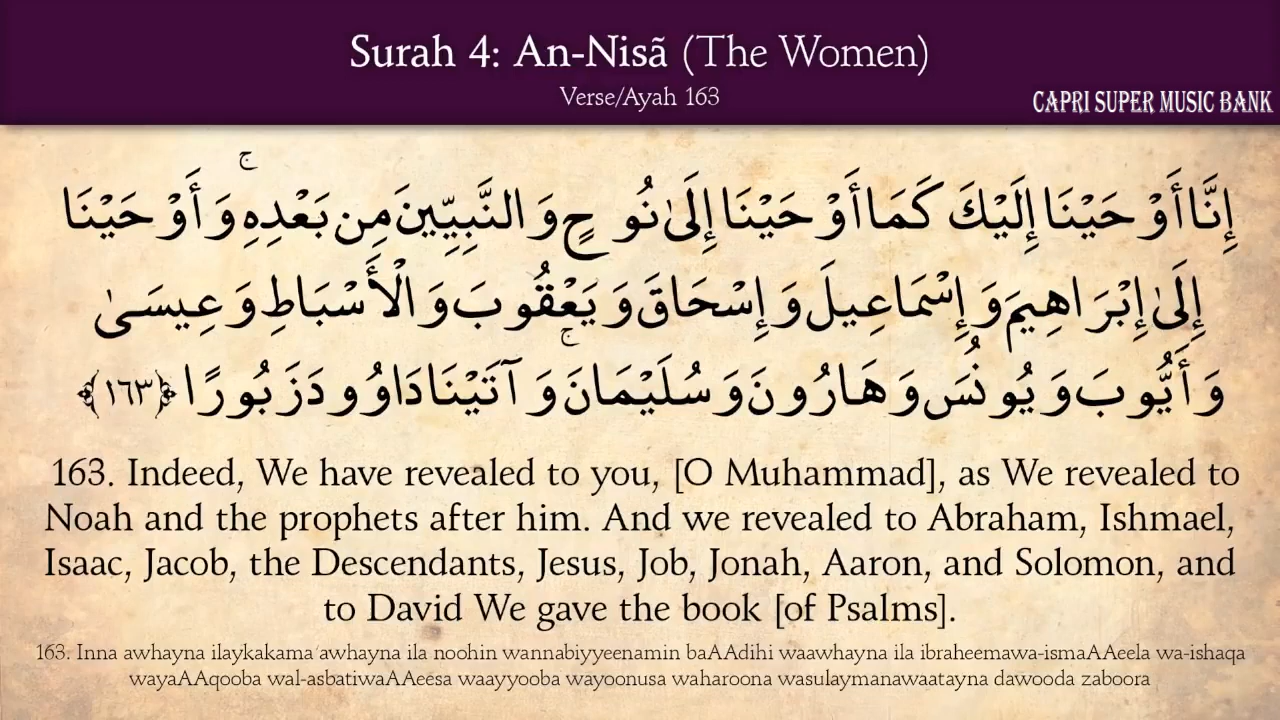 Surah 4: An-Nisã (The Women)
Verse/Ayah 163
CAPRI SUPER MUSIC BANK
إِنَّا أَوْحَيْنَا إِلَيْكَ كَمَا أَوْحَيْنَا إِلَىٰ نُوحٍ وَالنَّبِيِّينَ مِن بَعْدِهِ ۚ وَأَوْحَيْنَا
إِلَىٰ إِبْرَاهِيمَ وَإِسْمَاعِيلَ وَإِسْحَاقَ وَيَعْقُوبَ وَالْأَسْبَاطِ وَعِيسَىٰ
وَأَيُّوبَ وَيُونُسَ وَهَارُونَ وَسُلَيْمَانَ ۚ وَآتَيْنَا دَاوُودَ زَبُورًا ﴿١٦٣﴾
163. Indeed, We have revealed to you, [O Muhammad], as We revealed to
Noah and the prophets after him. And we revealed to Abraham, Ishmael,
Isaac, Jacob, the Descendants, Jesus, Job, Jonah, Aaron, and Solomon, and
to David We gave the book [of Psalms].
163. Inna awhayna ilaykakama awhayna ila noohin wannabiyyeenamin baAAdihi waawhayna ila ibraheemawa-ismaAAeela wa-ishaqa
wayaAAqooba wal-asbatiwaAAeesa waayyooba wayoonusa waharoona wasulaymanawaatayna dawooda zaboora